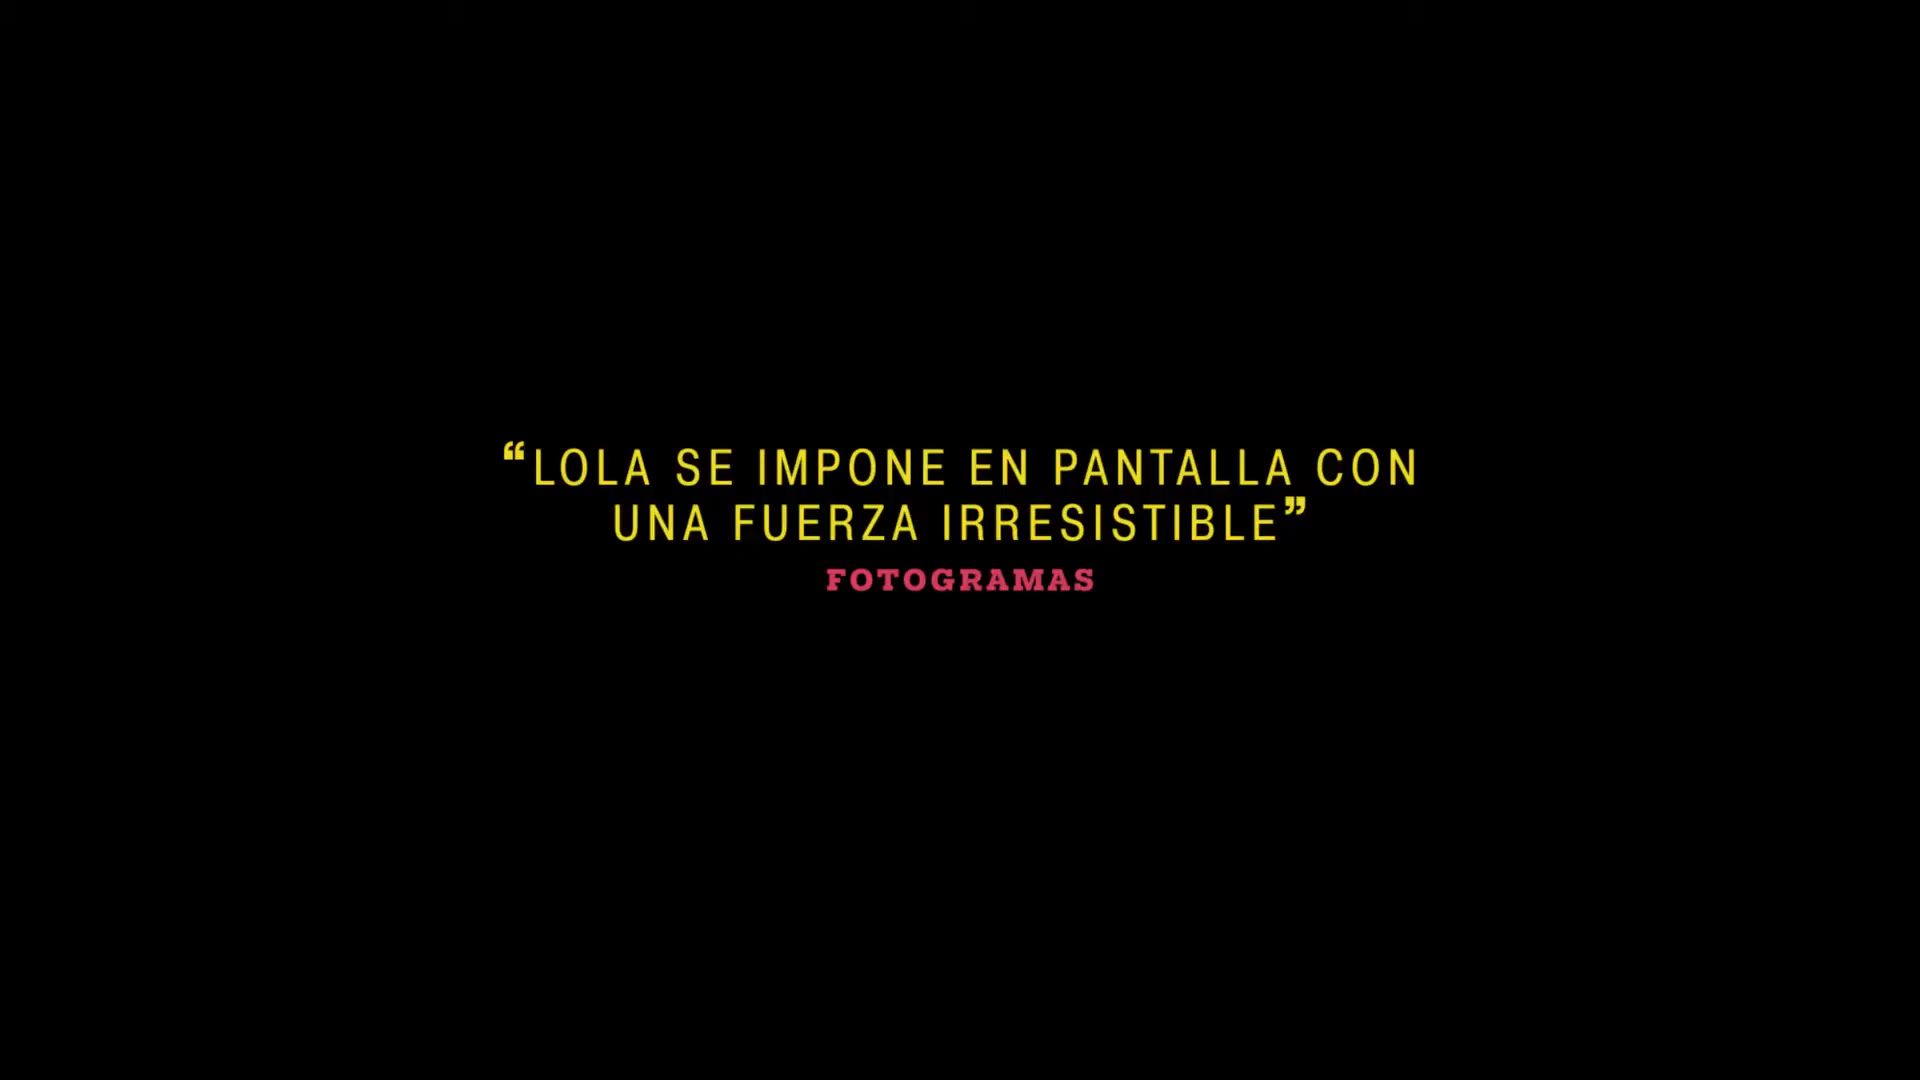 “LOLA SE IMPONE EN PANTALLA CON
UNA FUERZA IRRESISTIBLE”
FOTOGRAMAS